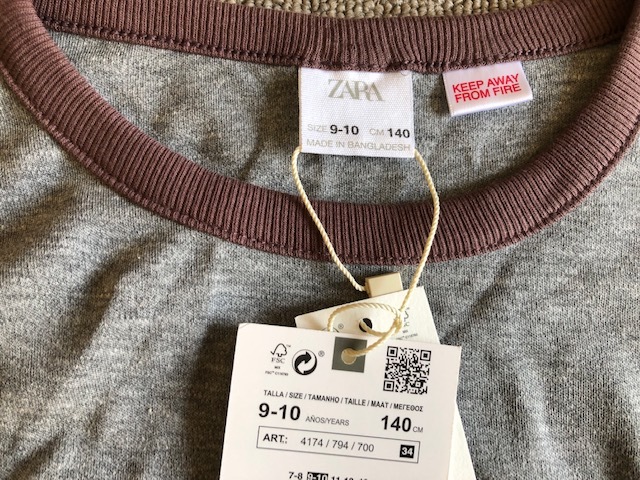 ZARA
SIZE 9-10 CM 140
MADE IN BANGLADESH
KEEP AWAY
FROM FIRE
FSC
TALLA / SIZE / TAMANHO / TAILLE / MAAT / ΜΕΓΕΘΟΣ
9-10 AÑOS/YEARS 140 CM
ART.: 4174 / 794 / 700 34
7-8 9-10